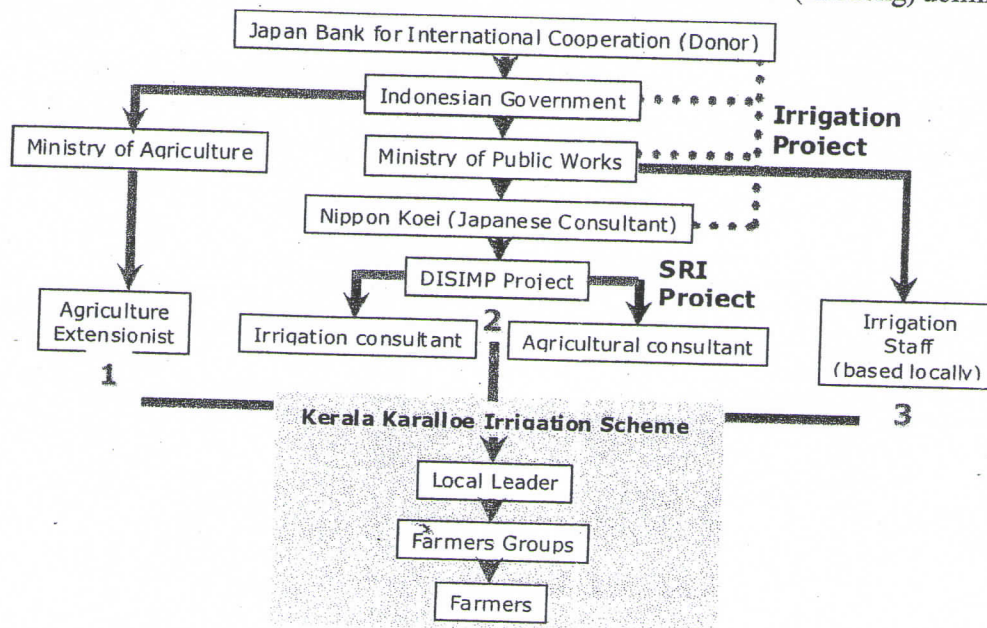 Japan Bank for International Cooperation (Donor)
Indonesian Government
Irrigation
Project
Ministry of Agriculture
Ministry of Public Works
Nippon Koei (Japanese Consultant)
DISIMP Project
SRI
Project
Agriculture
Extensionist
1
Irrigation consultant
2
Agricultural consultant
Irrigation
Staff
(based locally)
3
Kerala Karalloe Irrigation Scheme
Local Leader
Farmers Groups
Farmers